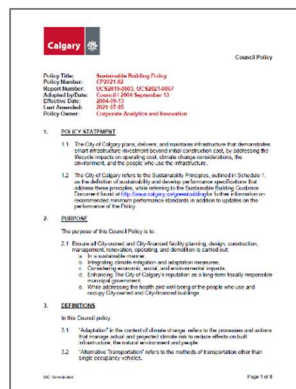 Calgary
Council Policy
Policy Title: Sustainable Building Policy
Policy Number: CP2021-02
Report Number: UCS2019-0003, UCS2021-0867
Adopted by/Date: Council / 2004 September 13
Effective Date: 2004-09-13
Last Amended: 2021-07-05
Policy Owner: Corporate Analytics and Innovation
1. POLICY STATEMENT
1.1 The City of Calgary plans, delivers, and maintains infrastructure that demonstrates
smart infrastructure investment beyond initial construction cost, by addressing the
lifecycle impacts on operating cost, climate change considerations, the
environment, and the people who use the infrastructure.
1.2 The City of Calgary refers to the Sustainability Principles, outlined in Schedule 1,
as the definition of sustainability and develop performance specifications that
address these principles, while referring to the Sustainable Building Guidance
Document found at http://www.calgary.ca/greenbuilding for further information on
recommended minimum performance standards in addition to updates on the
performance of the Policy.
2. PURPOSE
The purpose of this Council Policy is to:
2.1 Ensure all City-owned and City-financed facility planning, design, construction,
management, renovation, operating, and demolition is carried out:
a. In a sustainable manner;
b. Integrating climate mitigation and adaptation measures;
c. Considering economic, social, and environmental impacts;
d. Enhancing The City of Calgary's reputation as a long-term fiscally responsible
municipal government;
e. While addressing the health and well-being of the people who use and
occupy City-owned and City-financed buildings
3. DEFINITIONS
In this Council policy:
3.1 "Adaptation" in the context of climate change, refers to the processes and actions
that manage actual and projected climate risk to reduce effects on built
infrastructure, the natural environment and people.
3.2 "Alternative Transportation" refers to the methods of transportation other than
single occupancy vehicles.
ISC: Unrestricted
Page 1 of 8